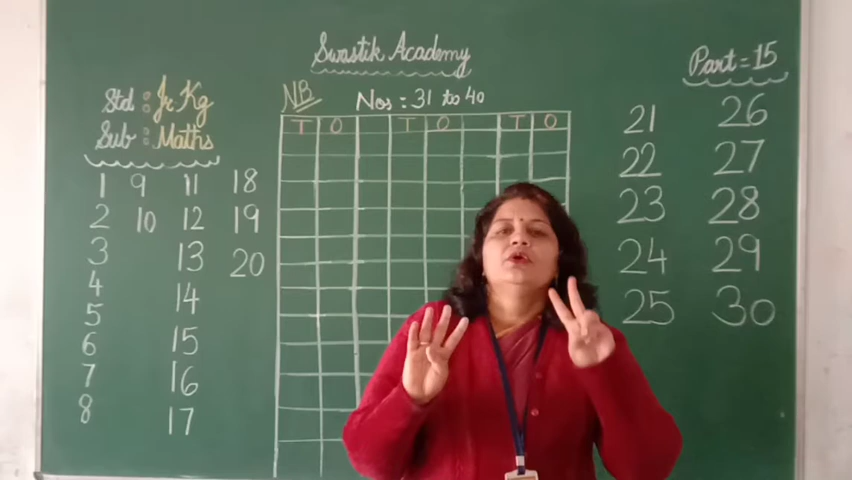 Swastik Academy
Part = 15
Std : Jr. Kg
Sub : Maths
NB
Nos : 31 to 40
T O T O T O
1 9 11 18
2 10 12 19
3 13 20
4 14
5 15
6 16
7 17
8
21 26
22 27
23 28
24 29
25 30